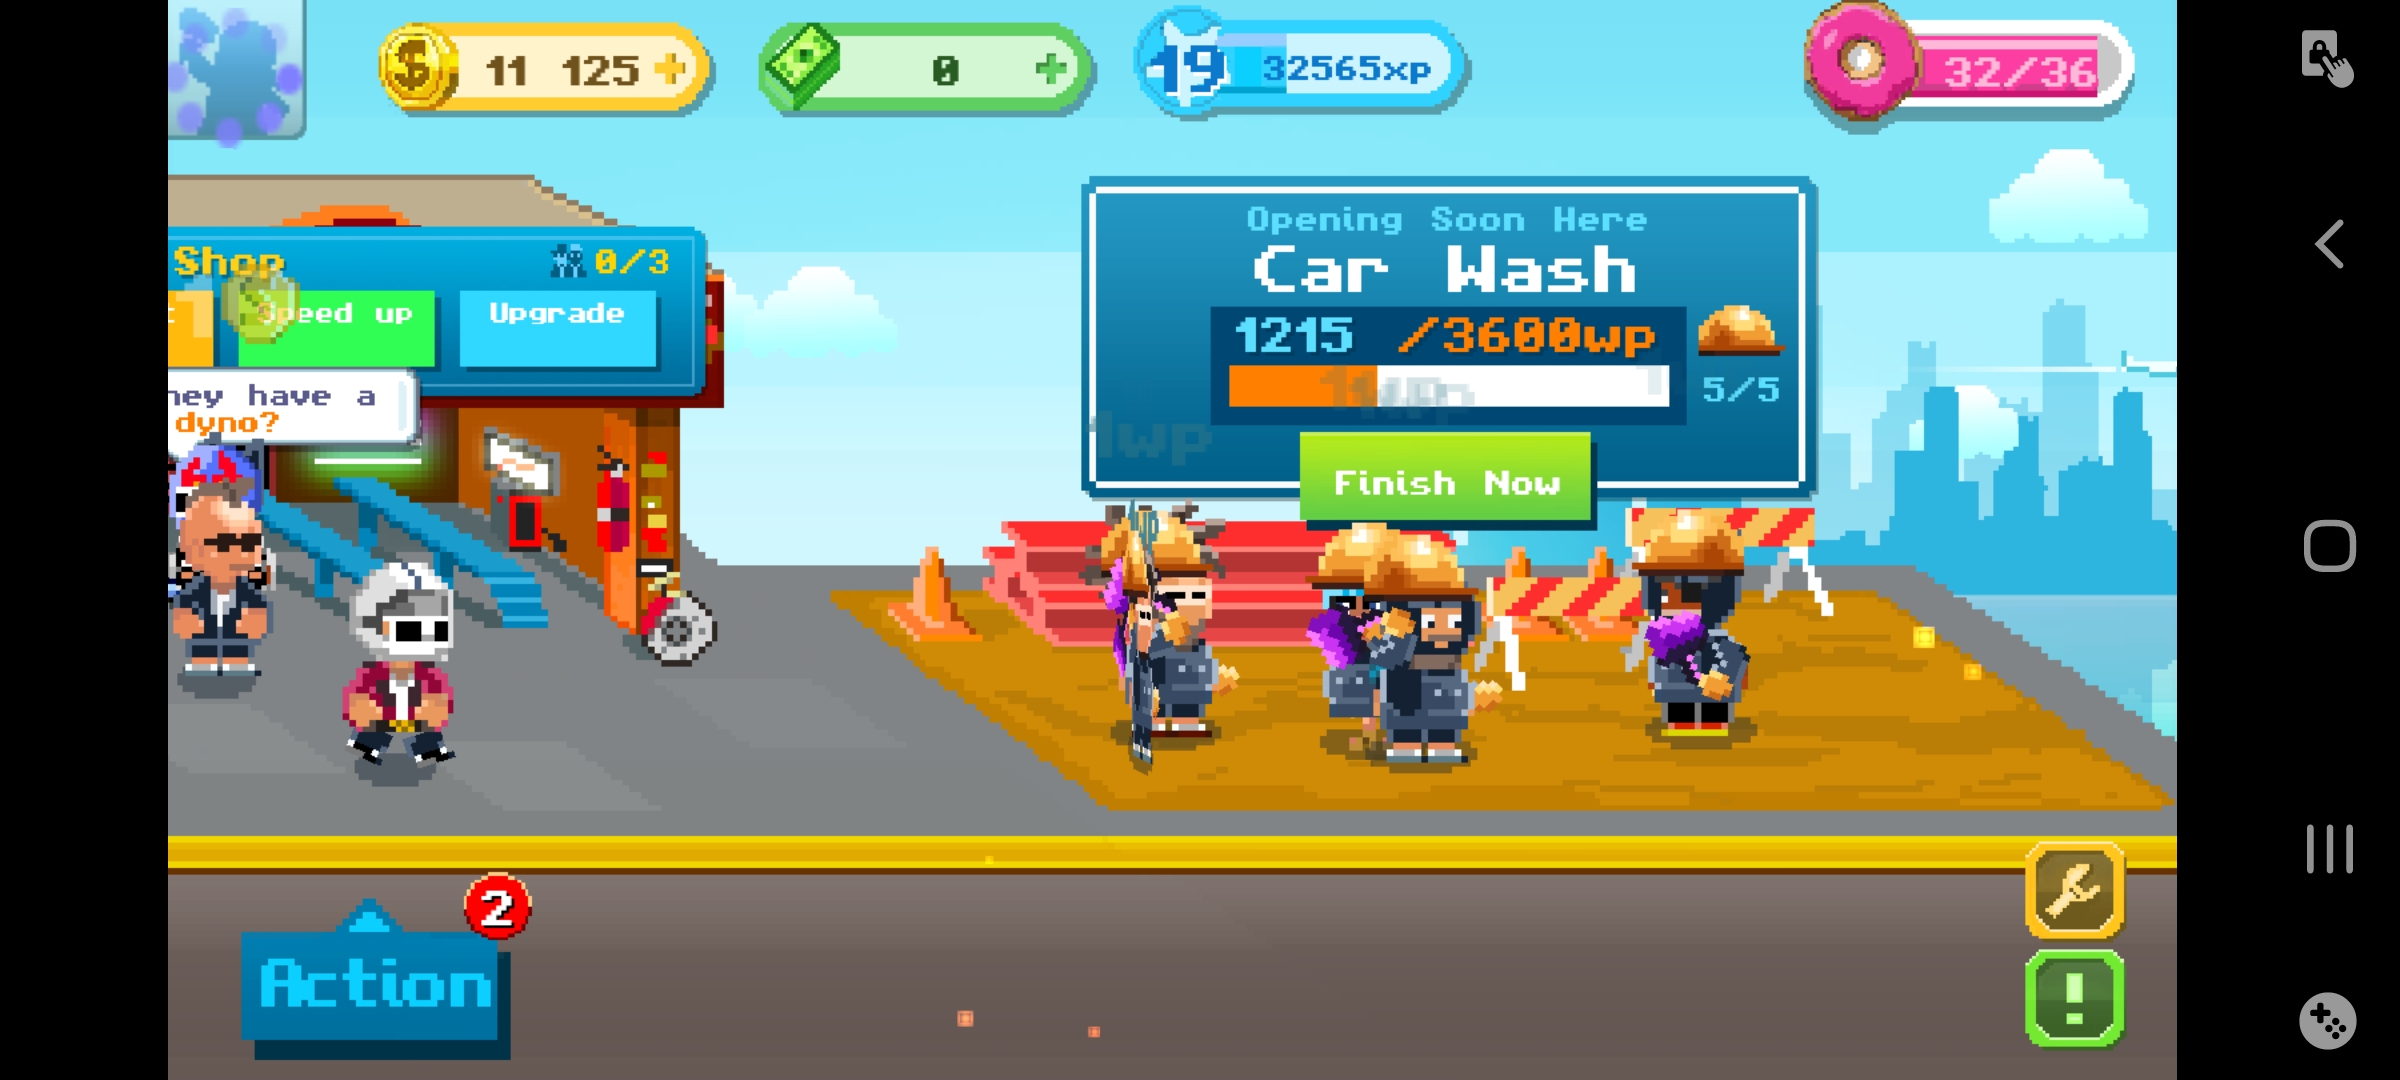 11 125 +
0 +
19 32565xp
32/36
Shop 0/3
Speed up
Upgrade
have a
dyno?
Opening Soon Here
Car Wash
1215 /3600wp
5/5
Finish Now
2
Action
!